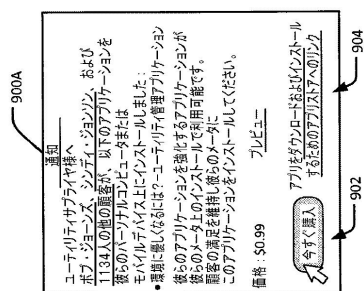 900A
通知
ユーティリティサプライヤ様へ
ボブ・ジョーンズ、シンディ・ジョンソン、および
1134人の他の顧客が、以下のアプリケーションを
彼らのパーソナルコンピュータまたは
モバイルデバイス上にインストールしました:
・環境に優しくなるには?-ユーティリティ管理アプリケーション
彼らのアプリケーションを強化するアプリケーションが
彼らのメータ上のインストールで利用可能です。
顧客の満足を維持し彼らのメータに
このアプリケーションをインストールしてください。
価格:$0.99
プレビュー
今すぐ購入
アプリをダウンロードおよびインストール
するためのアプリストアへのリンク
902
904